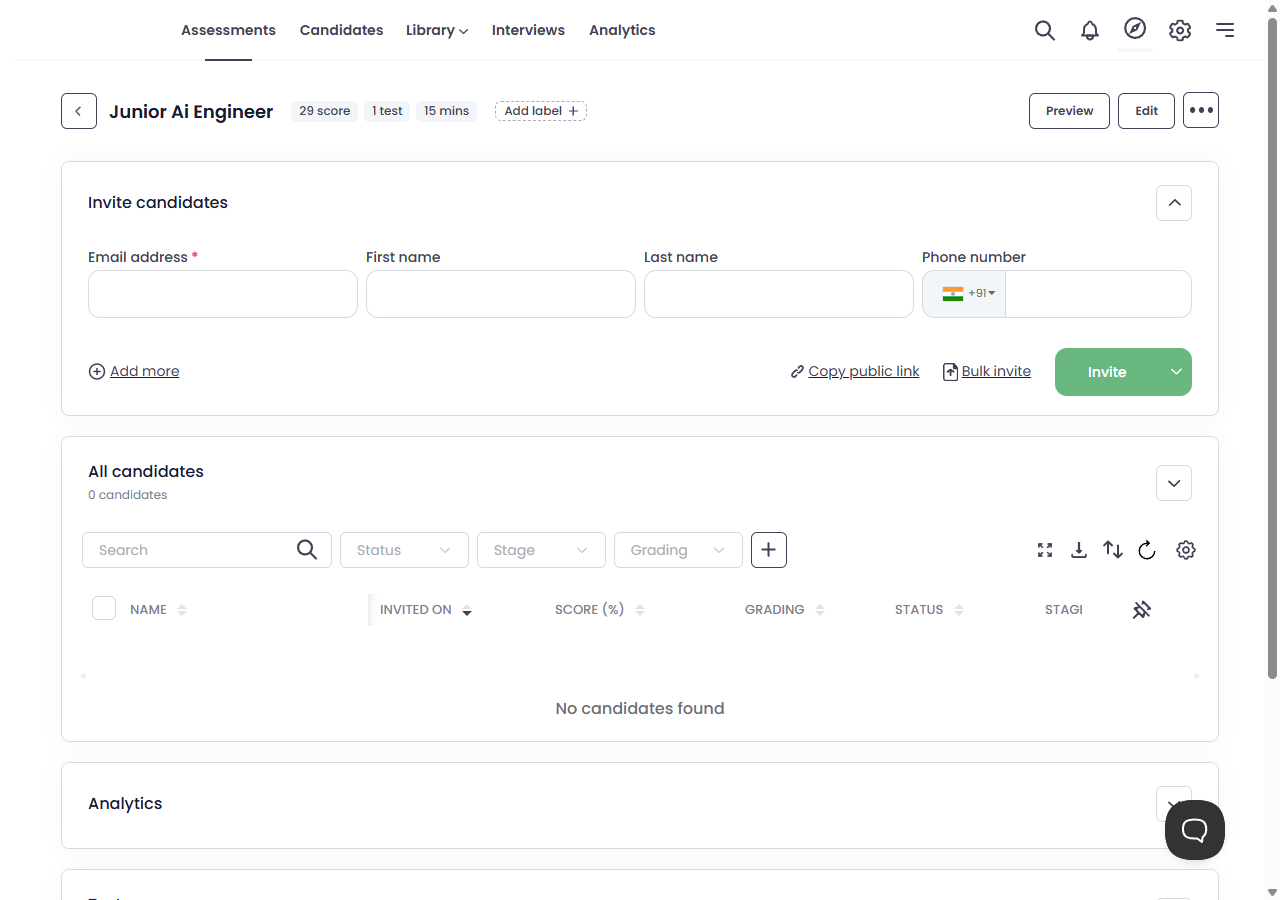 Assessments Candidates Library Interviews Analytics
Junior Ai Engineer 29 score 1 test 15 mins Add label + Preview Edit
Invite candidates
Email address * First name Last name Phone number
+91
Add more Copy public link Bulk invite Invite
All candidates
0 candidates
Search Status Stage Grading
NAME INVITED ON SCORE (%) GRADING STATUS STAGI
No candidates found
Analytics